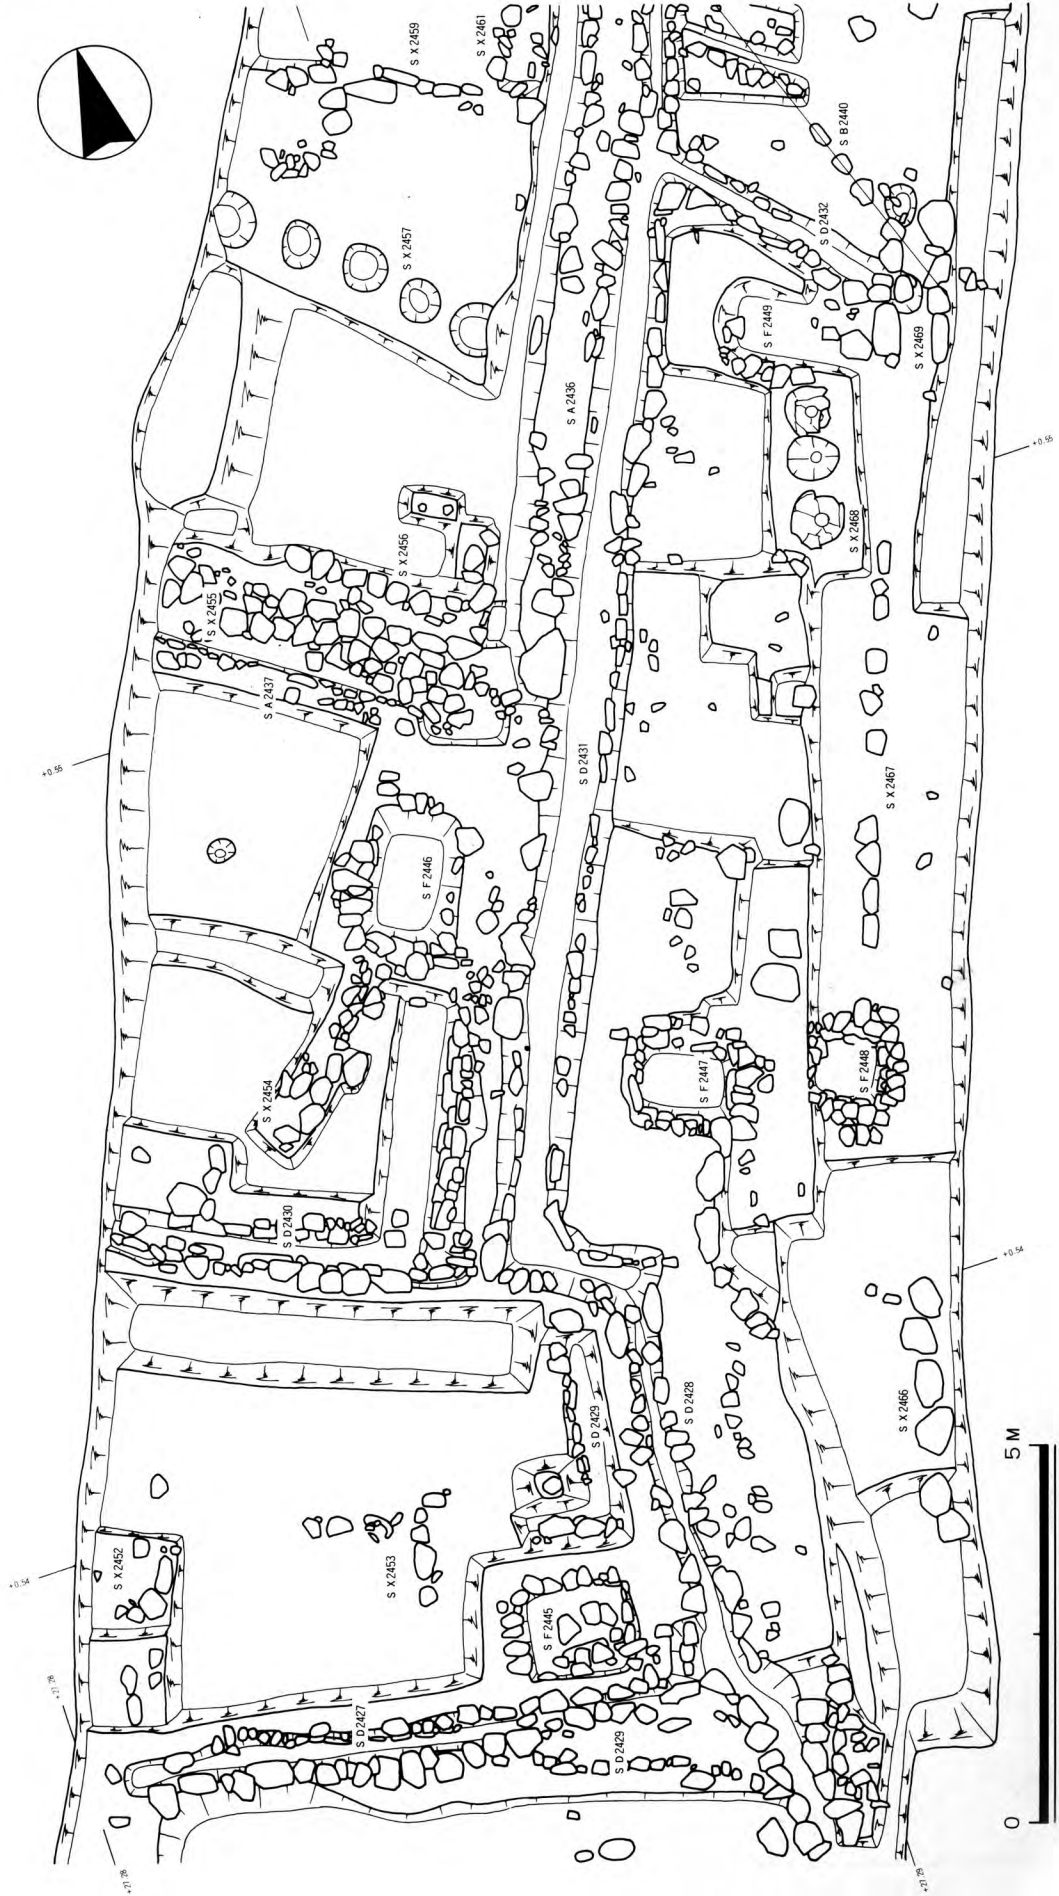 S X 2459
S X 2461
S B 2440
S D 2432
S X 2457
S F 2449
S X 2469
S A 2436
+0.55
S X 2456
S X 2468
S X 2455
S A 2437
+0.55
S D 2431
S X 2467
S F 2446
S F 2447
S F 2448
S X 2454
S D 2430
+0.54
S D 2428
S X 2466
S D 2429
5 M
S X 2452
S X 2453
+0.54
S F 2445
+27.28
S D 2427
S D 2429
0
+27.28
+27.29